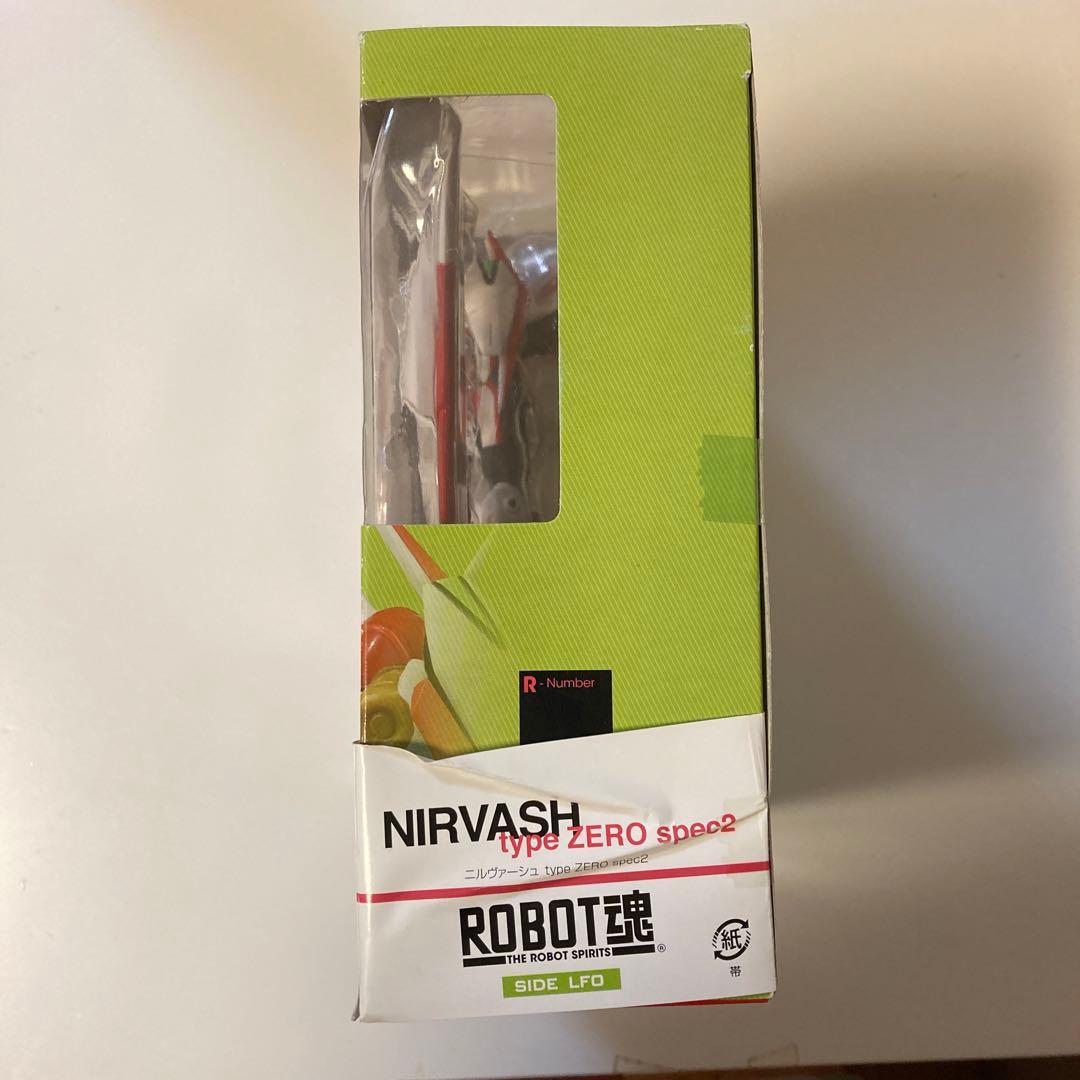 R - Number
NIRVASH
type ZERO spec2
ニルヴァーシュ type ZERO spec2
ROBOT魂
THE ROBOT SPIRITS
®
SIDE LFO
紙
帯